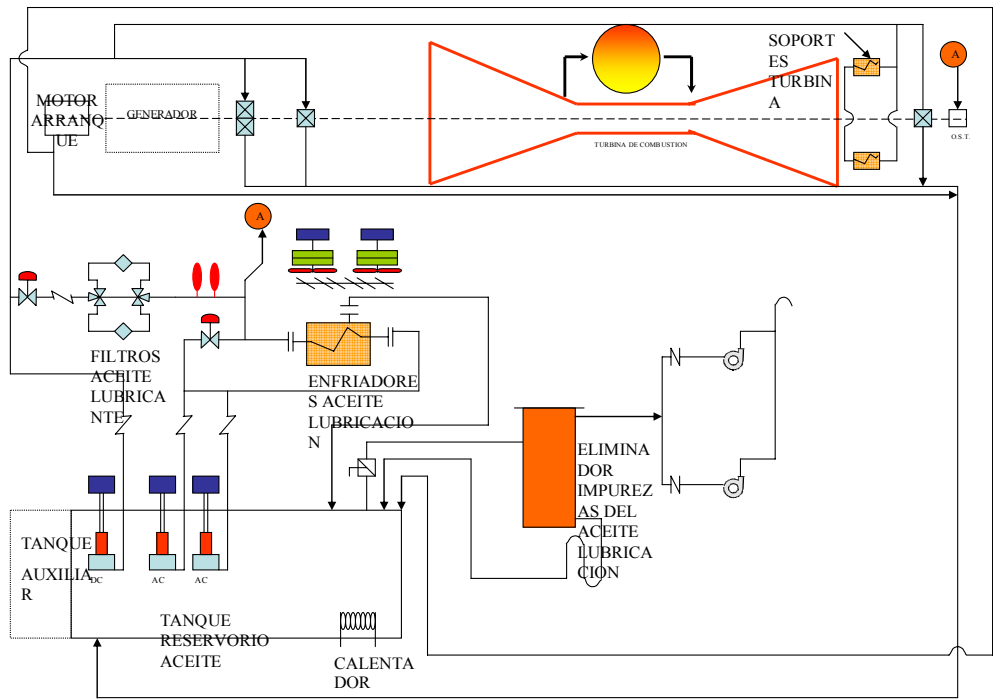 SOPORT
ES
TURBIN
A
A
MOTOR
ARRANQ
UE
GENERADOR
O.S.T.
TURBINA DE COMBUSTION
A
FILTROS
ACEITE
LUBRICA
NTE
ENFRIADORE
S ACEITE
LUBRICACIO
N
ELIMINA
DOR
IMPUREZ
AS DEL
ACEITE
LUBRICA
CION
TANQUE
AUXILIA
R
DC
AC
AC
TANQUE
RESERVORIO
ACEITE
CALENTA
DOR